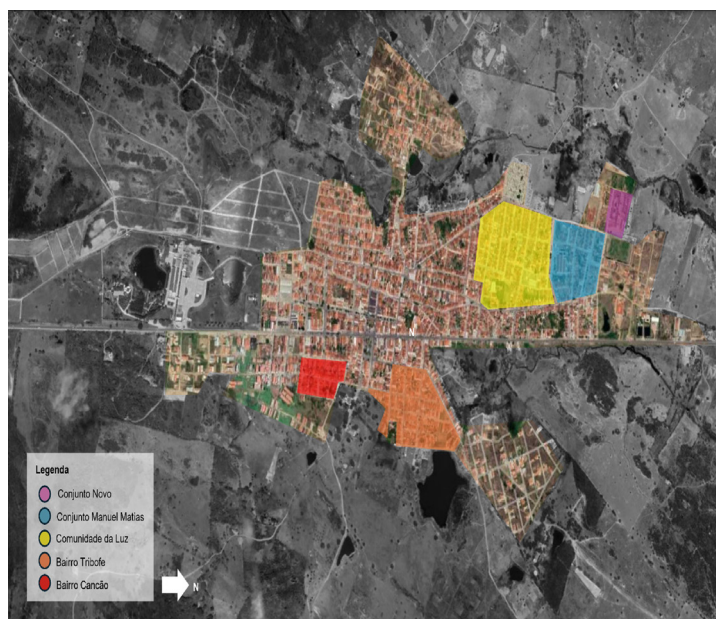 Legenda
Conjunto Novo
Conjunto Manuel Matias
Comunidade da Luz
Bairro Tribofe
Bairro Cancão
N